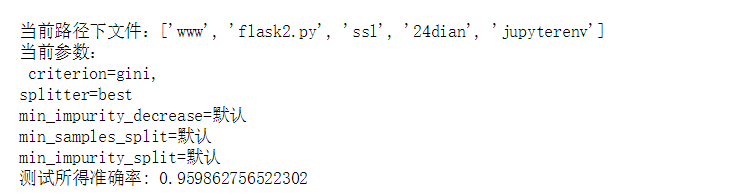 当前路径下文件：['www', 'flask2.py', 'ssl', '24dian', 'jupyterenv']
当前参数：
criterion=gini,
splitter=best
min_impurity_decrease=默认
min_samples_split=默认
min_impurity_split=默认
测试所得准确率: 0.959862756522302